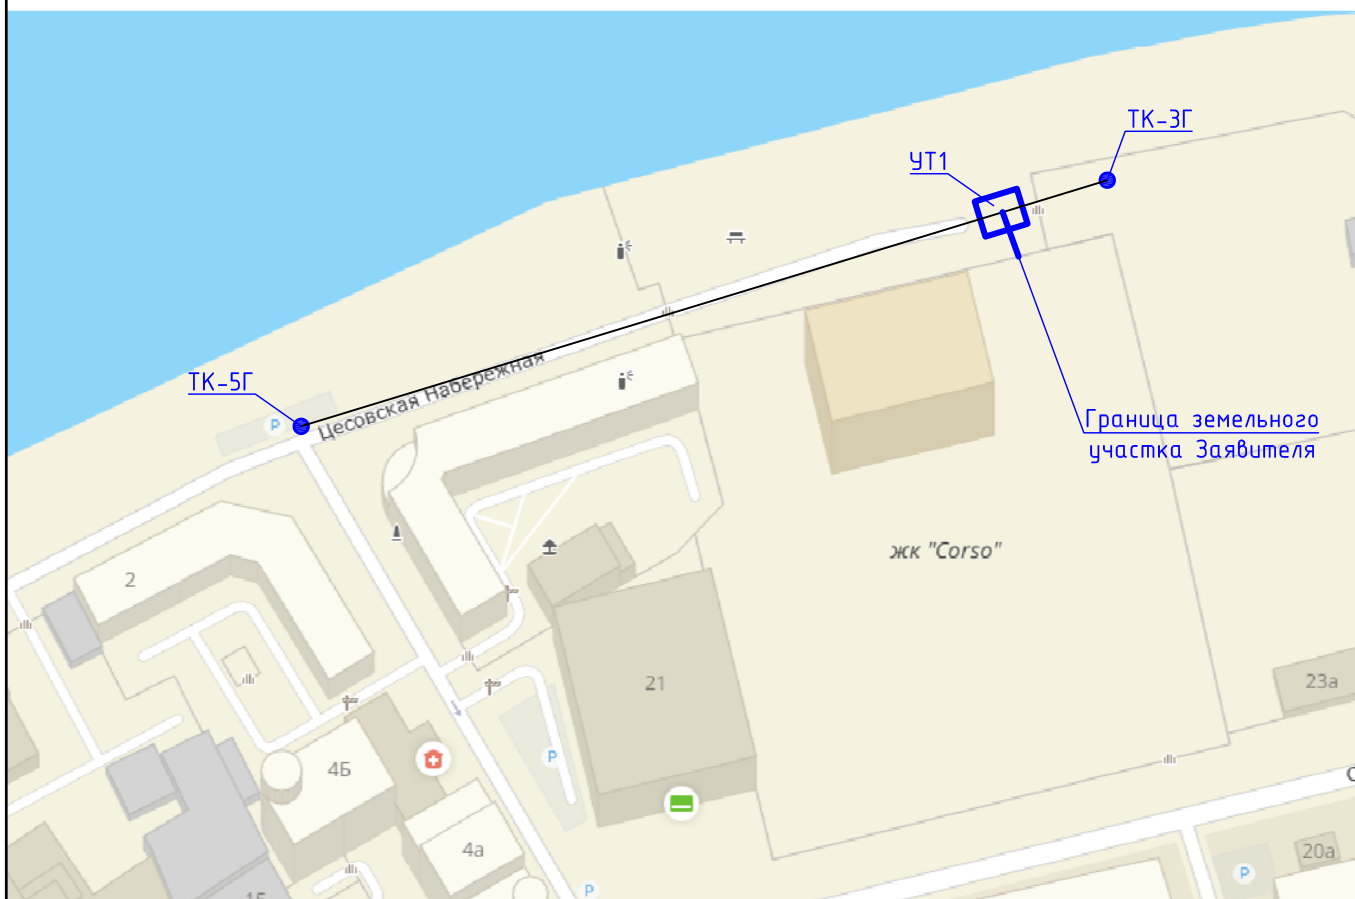 ТК-3Г
УТ1
ТК-5Г
Р
Цесовская Набережная
Граница земельного
участка Заявителя
жк "Corso"
2
21
23а
4Б
Р
4а
20а
Р
Р
15